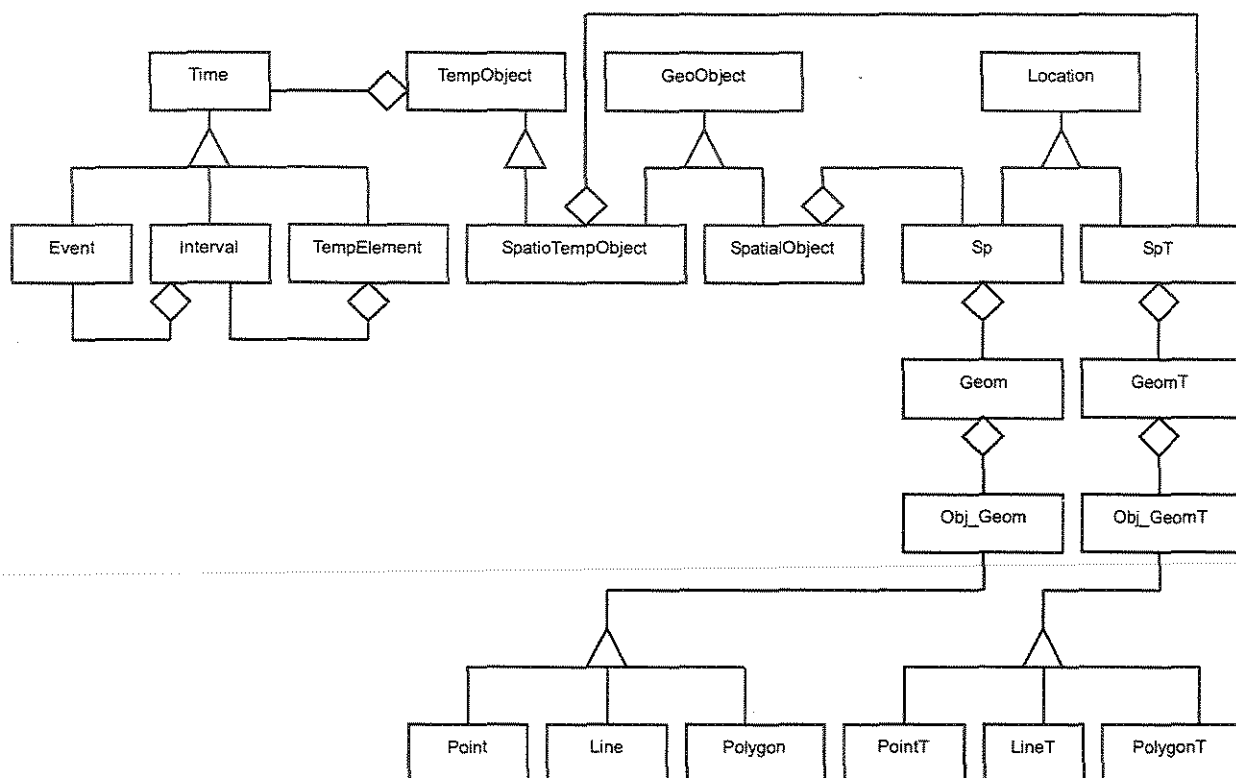 Time
TempObject
GeoObject
Location
Event
Interval
TempElement
SpatioTempObject
SpatialObject
Sp
SpT
Geom
GeomT
Obj_Geom
Obj_GeomT
Point
Line
Polygon
PointT
LineT
PolygonT